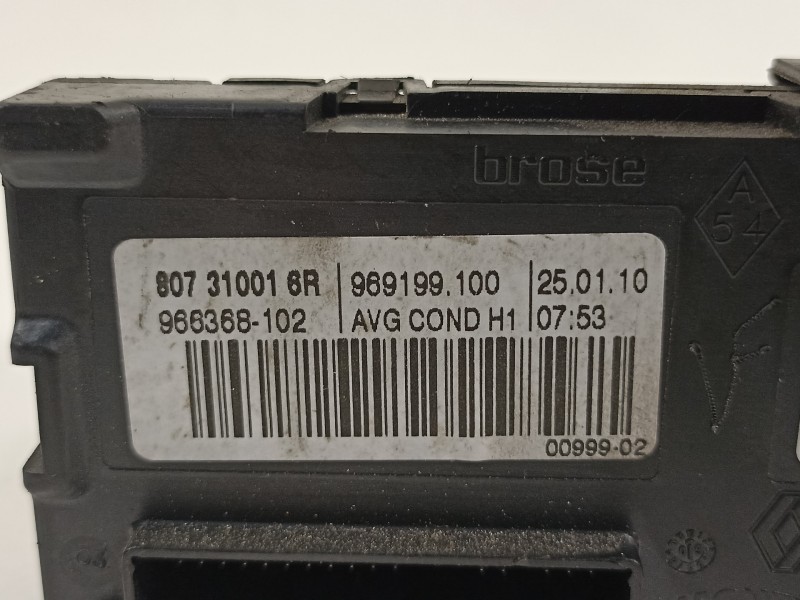 brose
A
54
807 31001 6R 969199.100 25.01.10
966368-102 AVG COND H1 07:53
00999-02